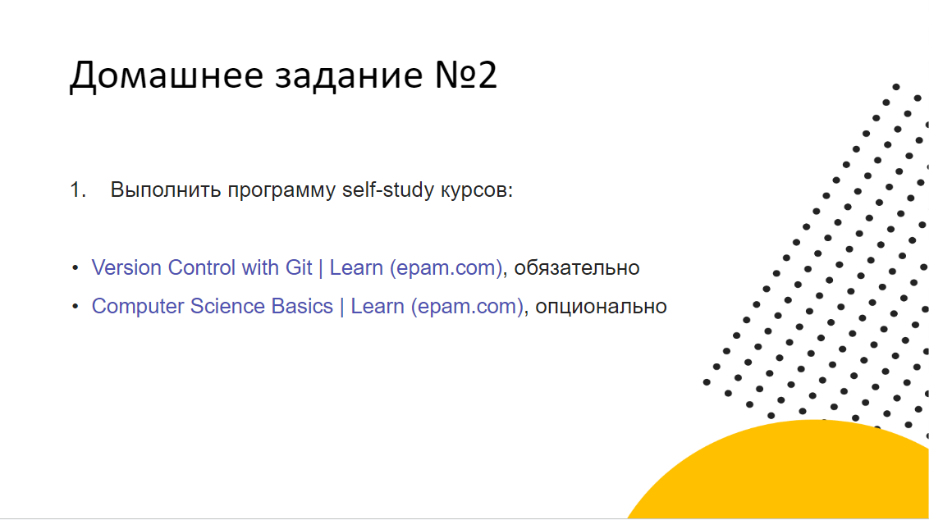 Домашнее задание №2
1. Выполнить программу self-study курсов:
• Version Control with Git | Learn (epam.com), обязательно
• Computer Science Basics | Learn (epam.com), опционально